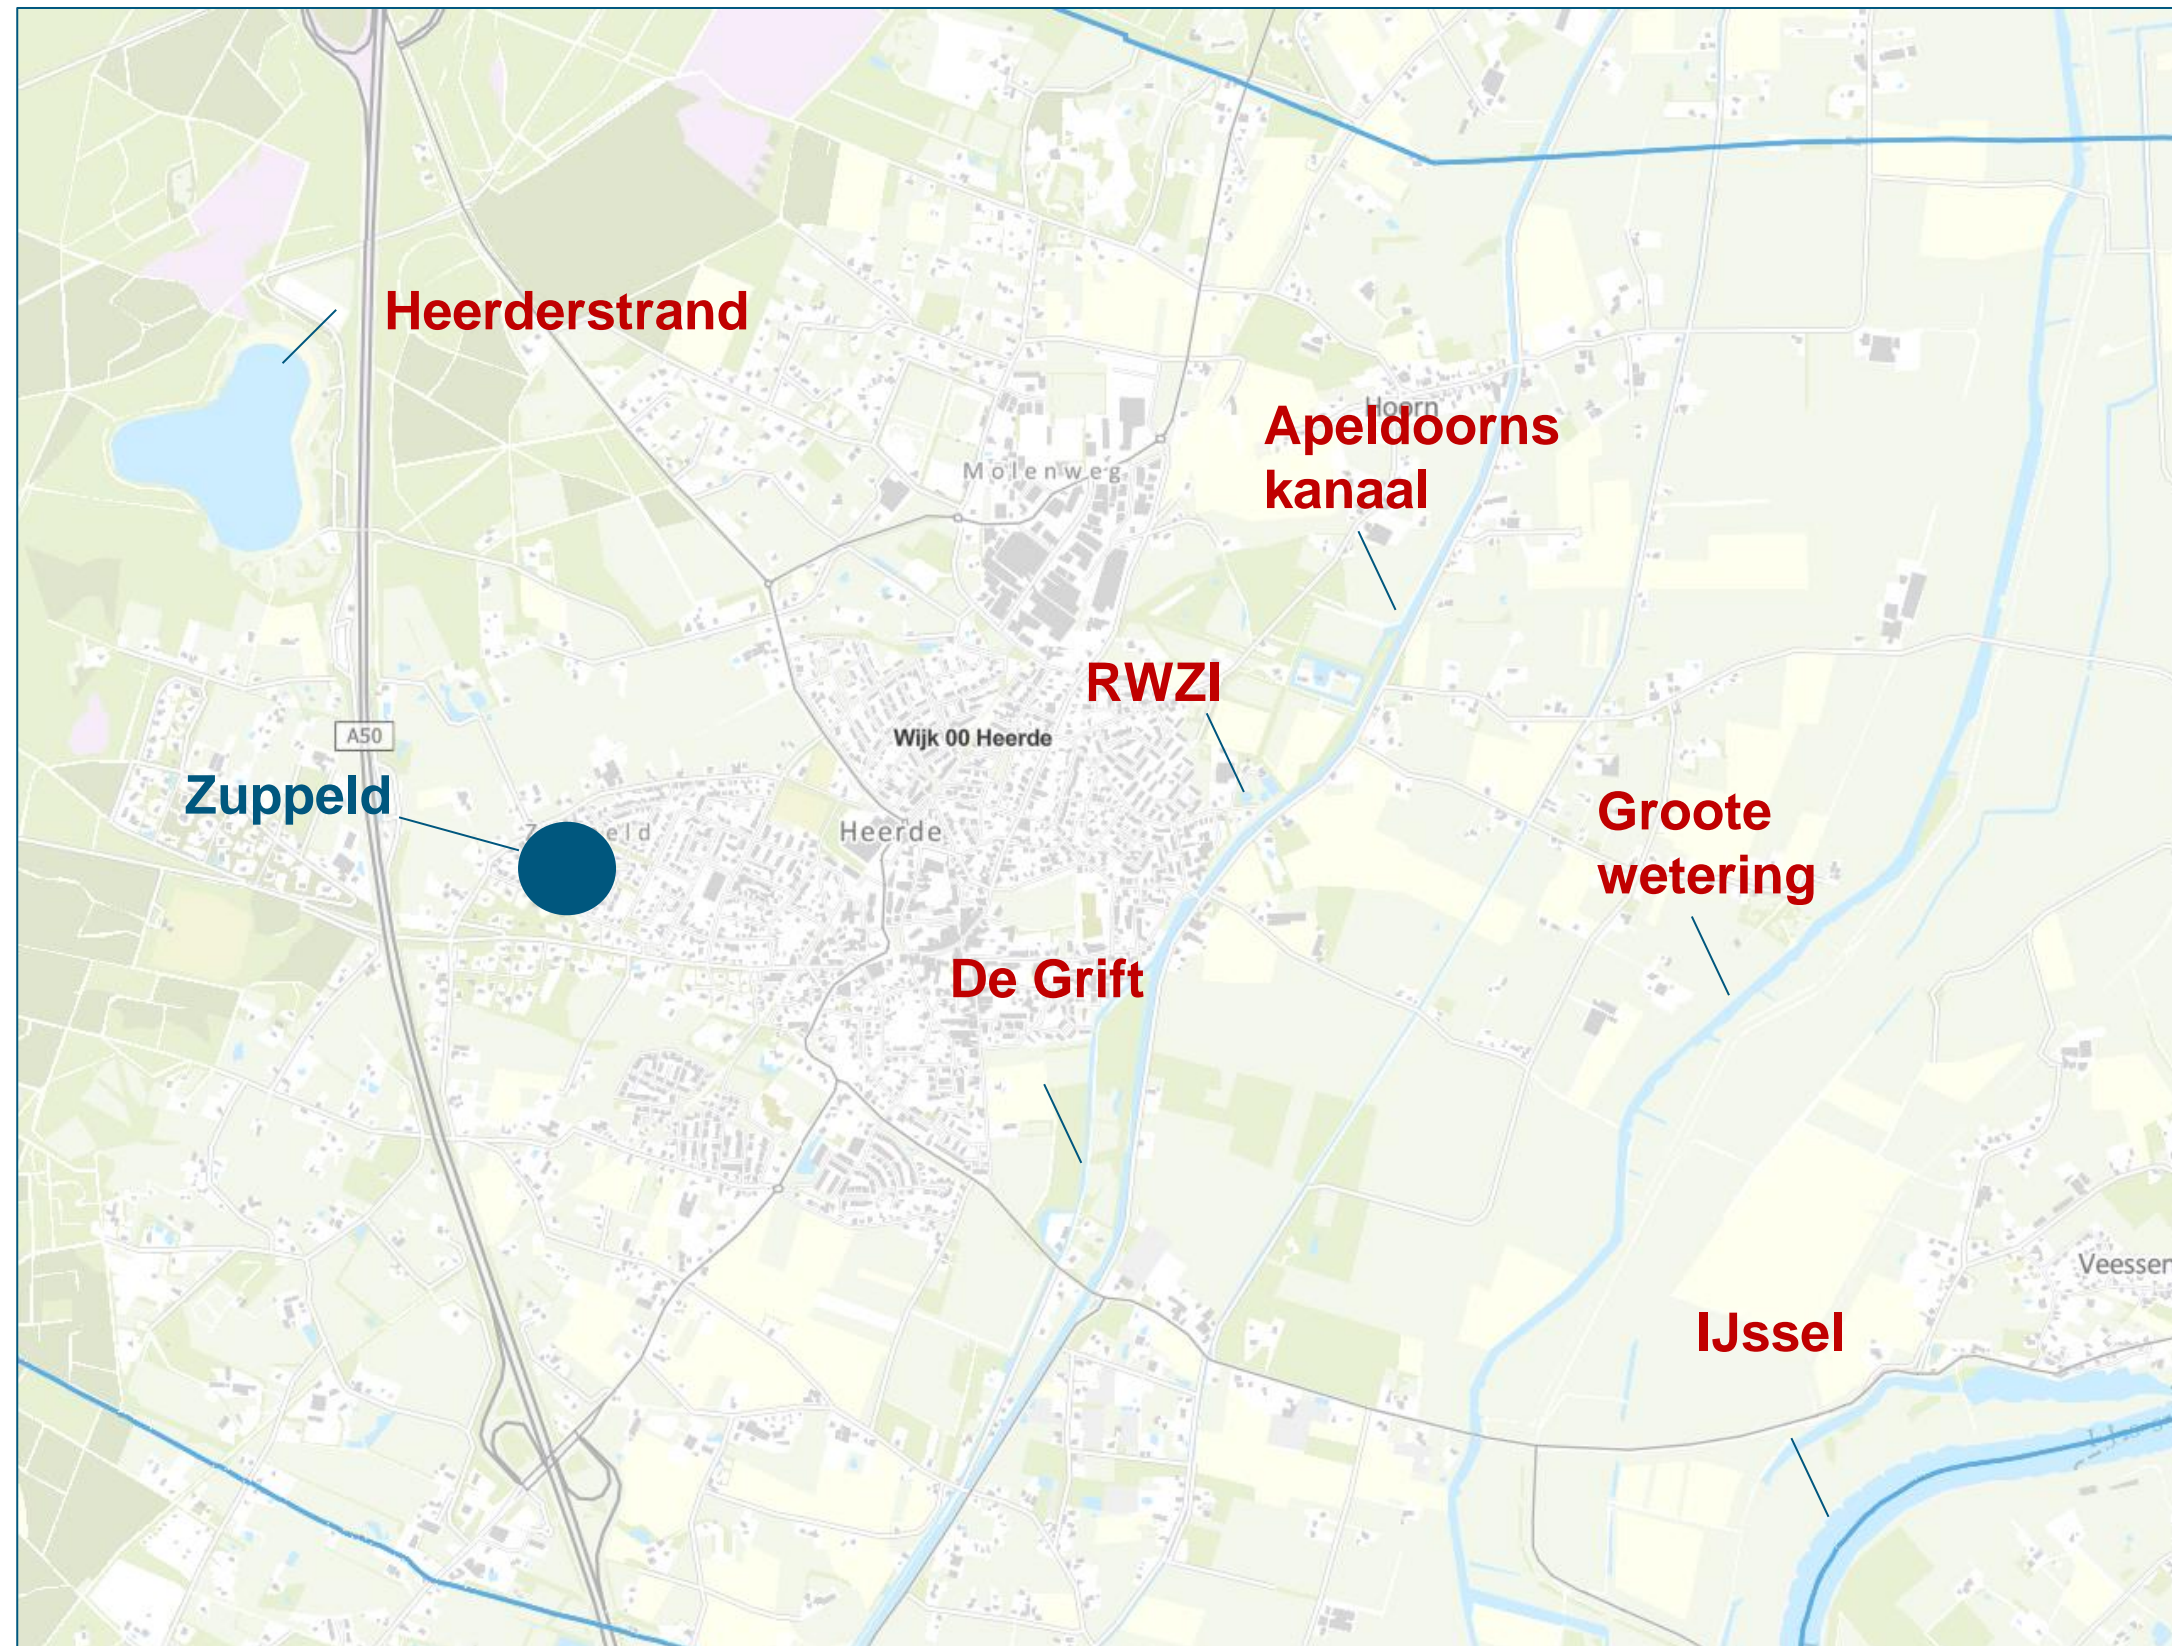 Heerderstrand
Hoorn
Apeldoorns
kanaal
Molenweg
RWZI
Wijk 00 Heerde
A50
Zuppeld
Heerde
Groote
wetering
De Grift
Veessen
IJssel